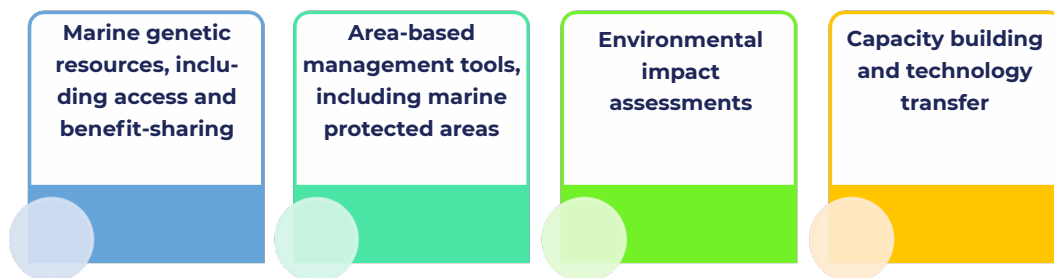 Marine genetic
resources, inclu-
ding access and
benefit-sharing
Area-based
management tools,
including marine
protected areas
Environmental
impact
assessments
Capacity building
and technology
transfer